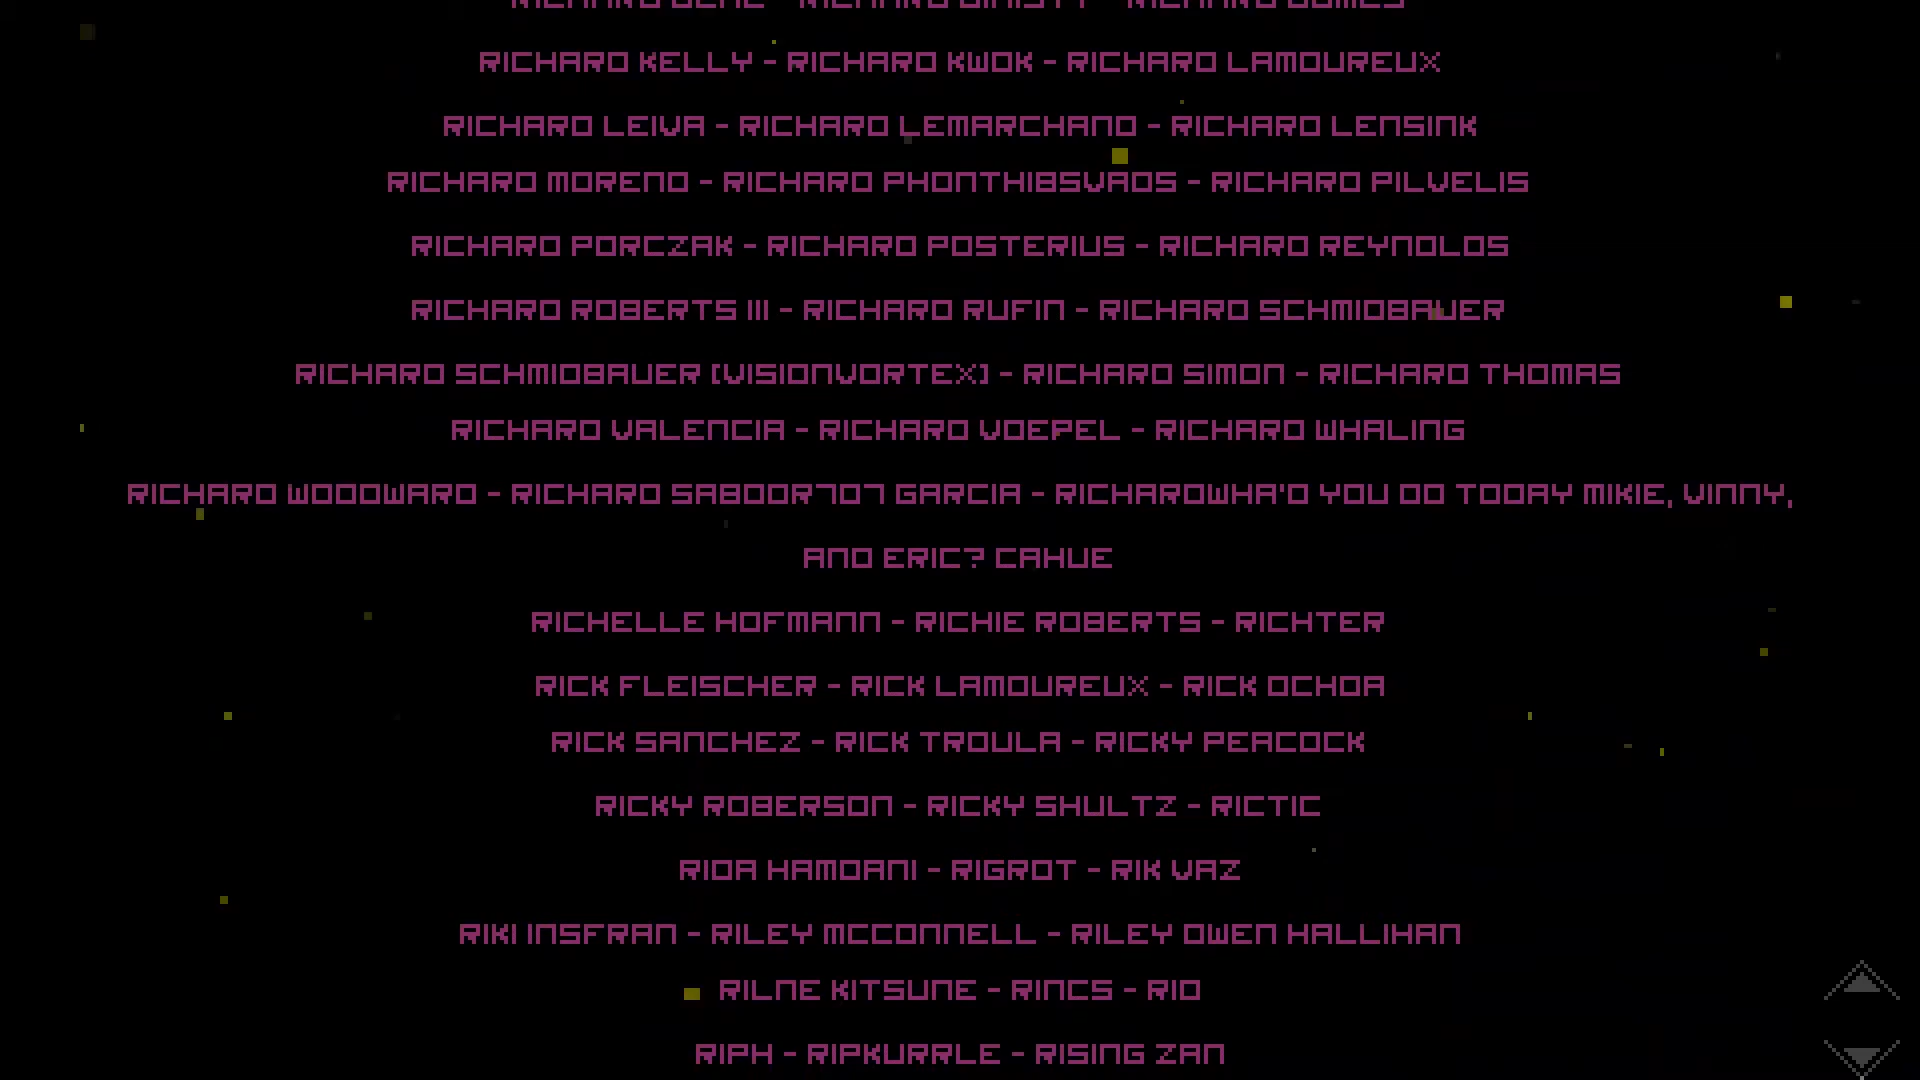 RICHARD KELLY - RICHARD KWOK - RICHARD LAMOUREUX
RICHARD LEIVA - RICHARD LEMARCHAND - RICHARD LENSINK
RICHARD MORENO - RICHARD PHONTHIBSVADS - RICHARD PILVELIS
RICHARD PORCZAK - RICHARD POSTERIUS - RICHARD REYNOLDS
RICHARD ROBERTS III - RICHARD RUFIN - RICHARD SCHMIDBAUER
RICHARD SCHMIDBAUER [VISIONVORTEX] - RICHARD SIMON - RICHARD THOMAS
RICHARD VALENCIA - RICHARD VOEPEL - RICHARD WHALING
RICHARD WOODWARD - RICHARD SABOOR707 GARCIA - RICHARDWHA'D YOU DO TODAY MIKIE, VINNY,
AND ERIC? CAHUE
RICHELLE HOFMANN - RICHIE ROBERTS - RICHTER
RICK FLEISCHER - RICK LAMOUREUX - RICK OCHOA
RICK SANCHEZ - RICK TROULA - RICKY PEACOCK
RICKY ROBERSON - RICKY SHULTZ - RICTIC
RIDA HAMDANI - RIGROT - RIK VAZ
RIKI INSFRAN - RILEY MCCONNELL - RILEY OWEN HALLIHAN
RILNE KITSUNE - RINCS - RIO
RIPH - RIPKURRLE - RISING ZAN